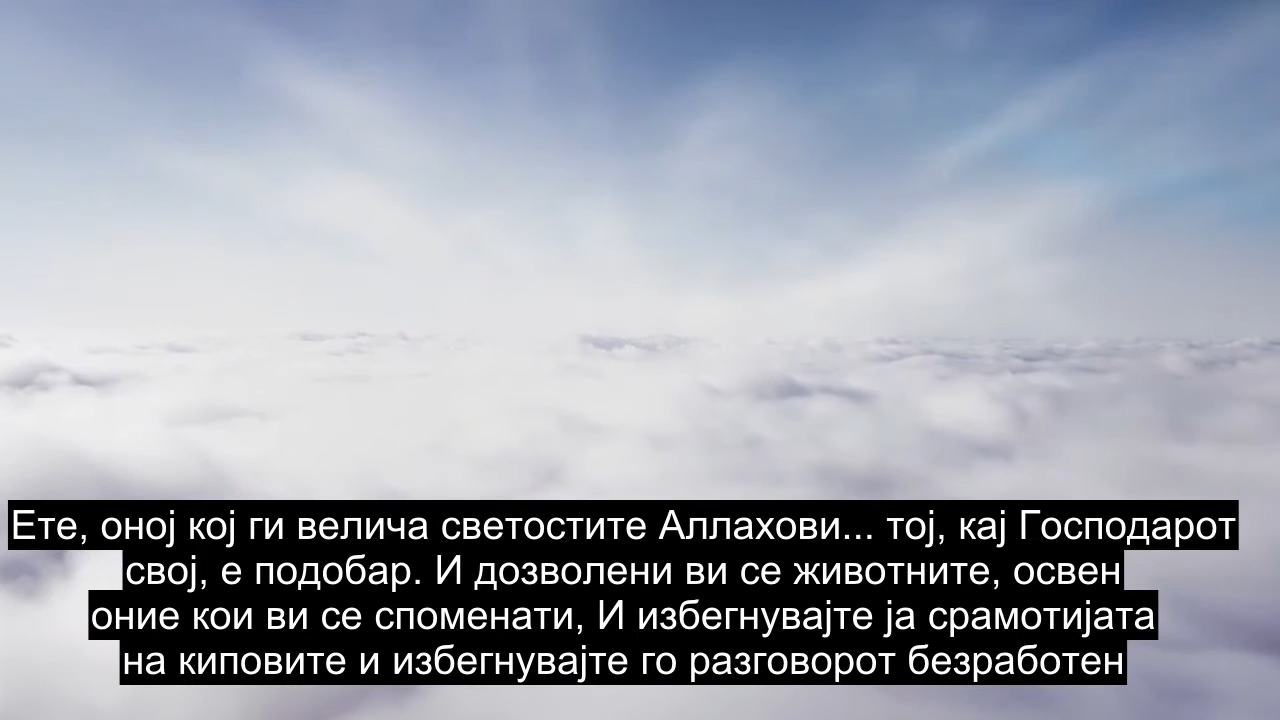 Ете, оној кој ги велича светостите Аллахови... тој, кај Господарот
свој, е подобар. И дозволени ви се животните, освен
оние кои ви се споменати, И избегнувајте ја срамотијата
на киповите и избегнувајте го разговорот безработен